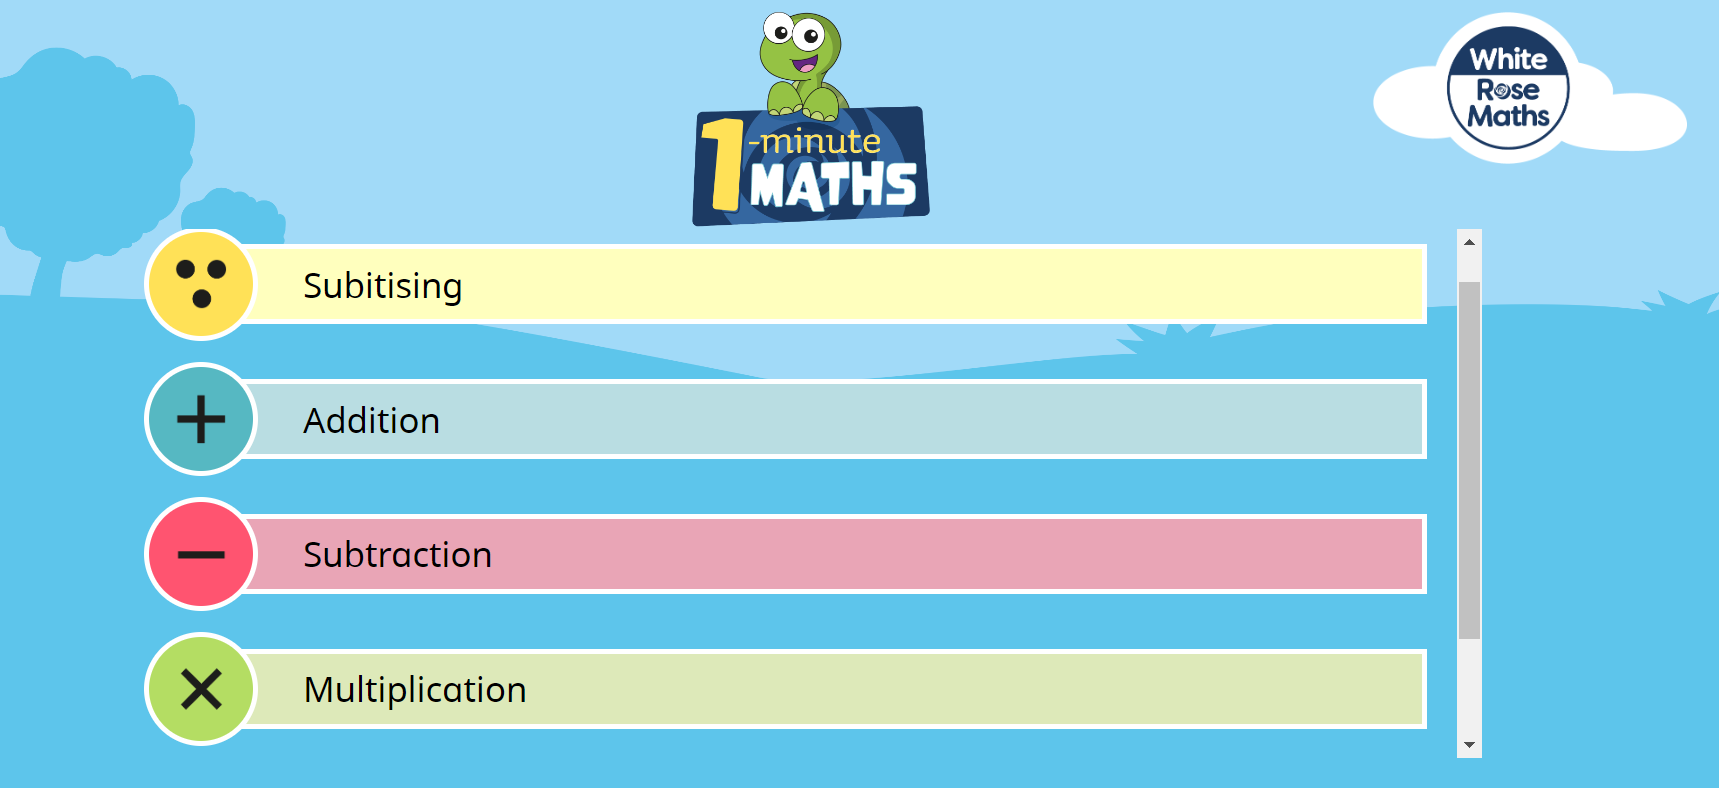 1-minute
MATHS
White
Rose
Maths
Subitising
Addition
Subtraction
Multiplication